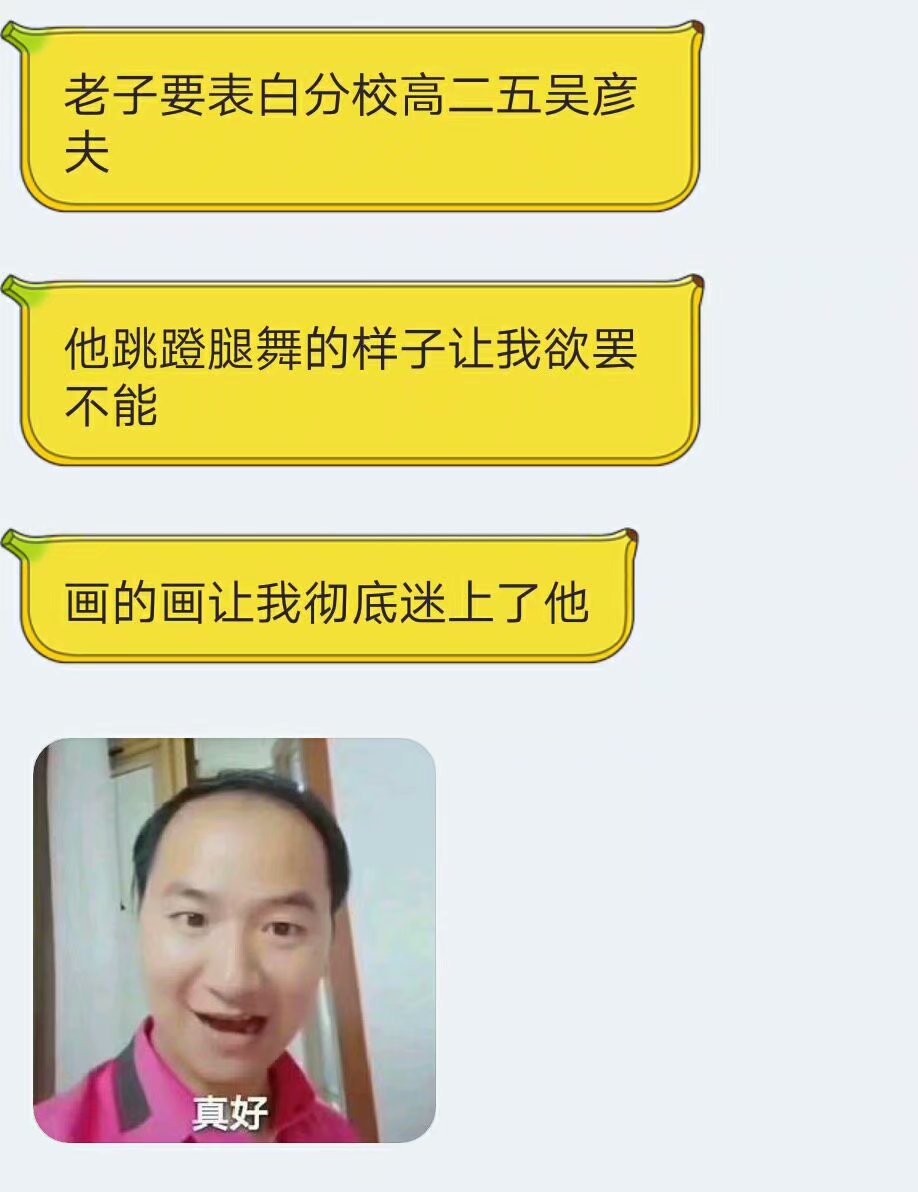 老子要表白分校高二五吴彦
夫
他跳蹬腿舞的样子让我欲罢
不能
画的画让我彻底迷上了他
真好